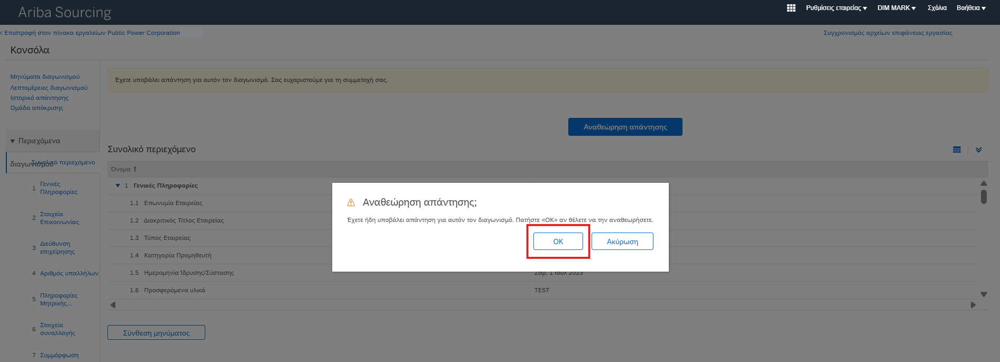 Ariba Sourcing
Ρυθμίσεις εταιρείας
DIM MARK
Σχόλια
Βοήθεια
< Επιστροφή στον πίνακα εργαλείων Public Power Corporation
Συγχρονισμός αρχείων επιφάνειας εργασίας
Κονσόλα
Μηνύματα διαγωνισμού
Λεπτομέρειες διαγωνισμού
Ιστορικό απάντησης
Ομάδα απόκρισης
Έχετε υποβάλει απάντηση για αυτόν τον διαγωνισμό. Σας ευχαριστούμε για τη συμμετοχή σας.
Αναθεώρηση απάντησης
Περιεχόμενα
διαγωνισμού
Συνολικό περιεχόμενο
1 Γενικές
Πληροφορίες
2 Στοιχεία
Επικοινωνίας
3 Διεύθυνση
επιχείρησης
4 Αριθμός υπαλλήλων
5 Πληροφορίες
Μητρικής...
6 Στοιχεία
συναλλαγής
7 Συμμόρφωση
Συνολικό περιεχόμενο
Όνομα ↑
1 Γενικές Πληροφορίες
1.1 Επωνυμία Εταιρείας
1.2 Διακριτικός Τίτλος Εταιρείας
1.3 Τύπος Εταιρείας
1.4 Κατηγορία Προμηθευτή
1.5 Ημερομηνία Ίδρυσης/Σύστασης
Σάβ, 1 Ιουλ 2023
1.6 Προσφερόμενα υλικά
TEST
Αναθεώρηση απάντησης;
Έχετε ήδη υποβάλει απάντηση για αυτόν τον διαγωνισμό. Πατήστε «OK» αν θέλετε να την αναθεωρήσετε.
OK
Ακύρωση
Σύνθεση μηνύματος